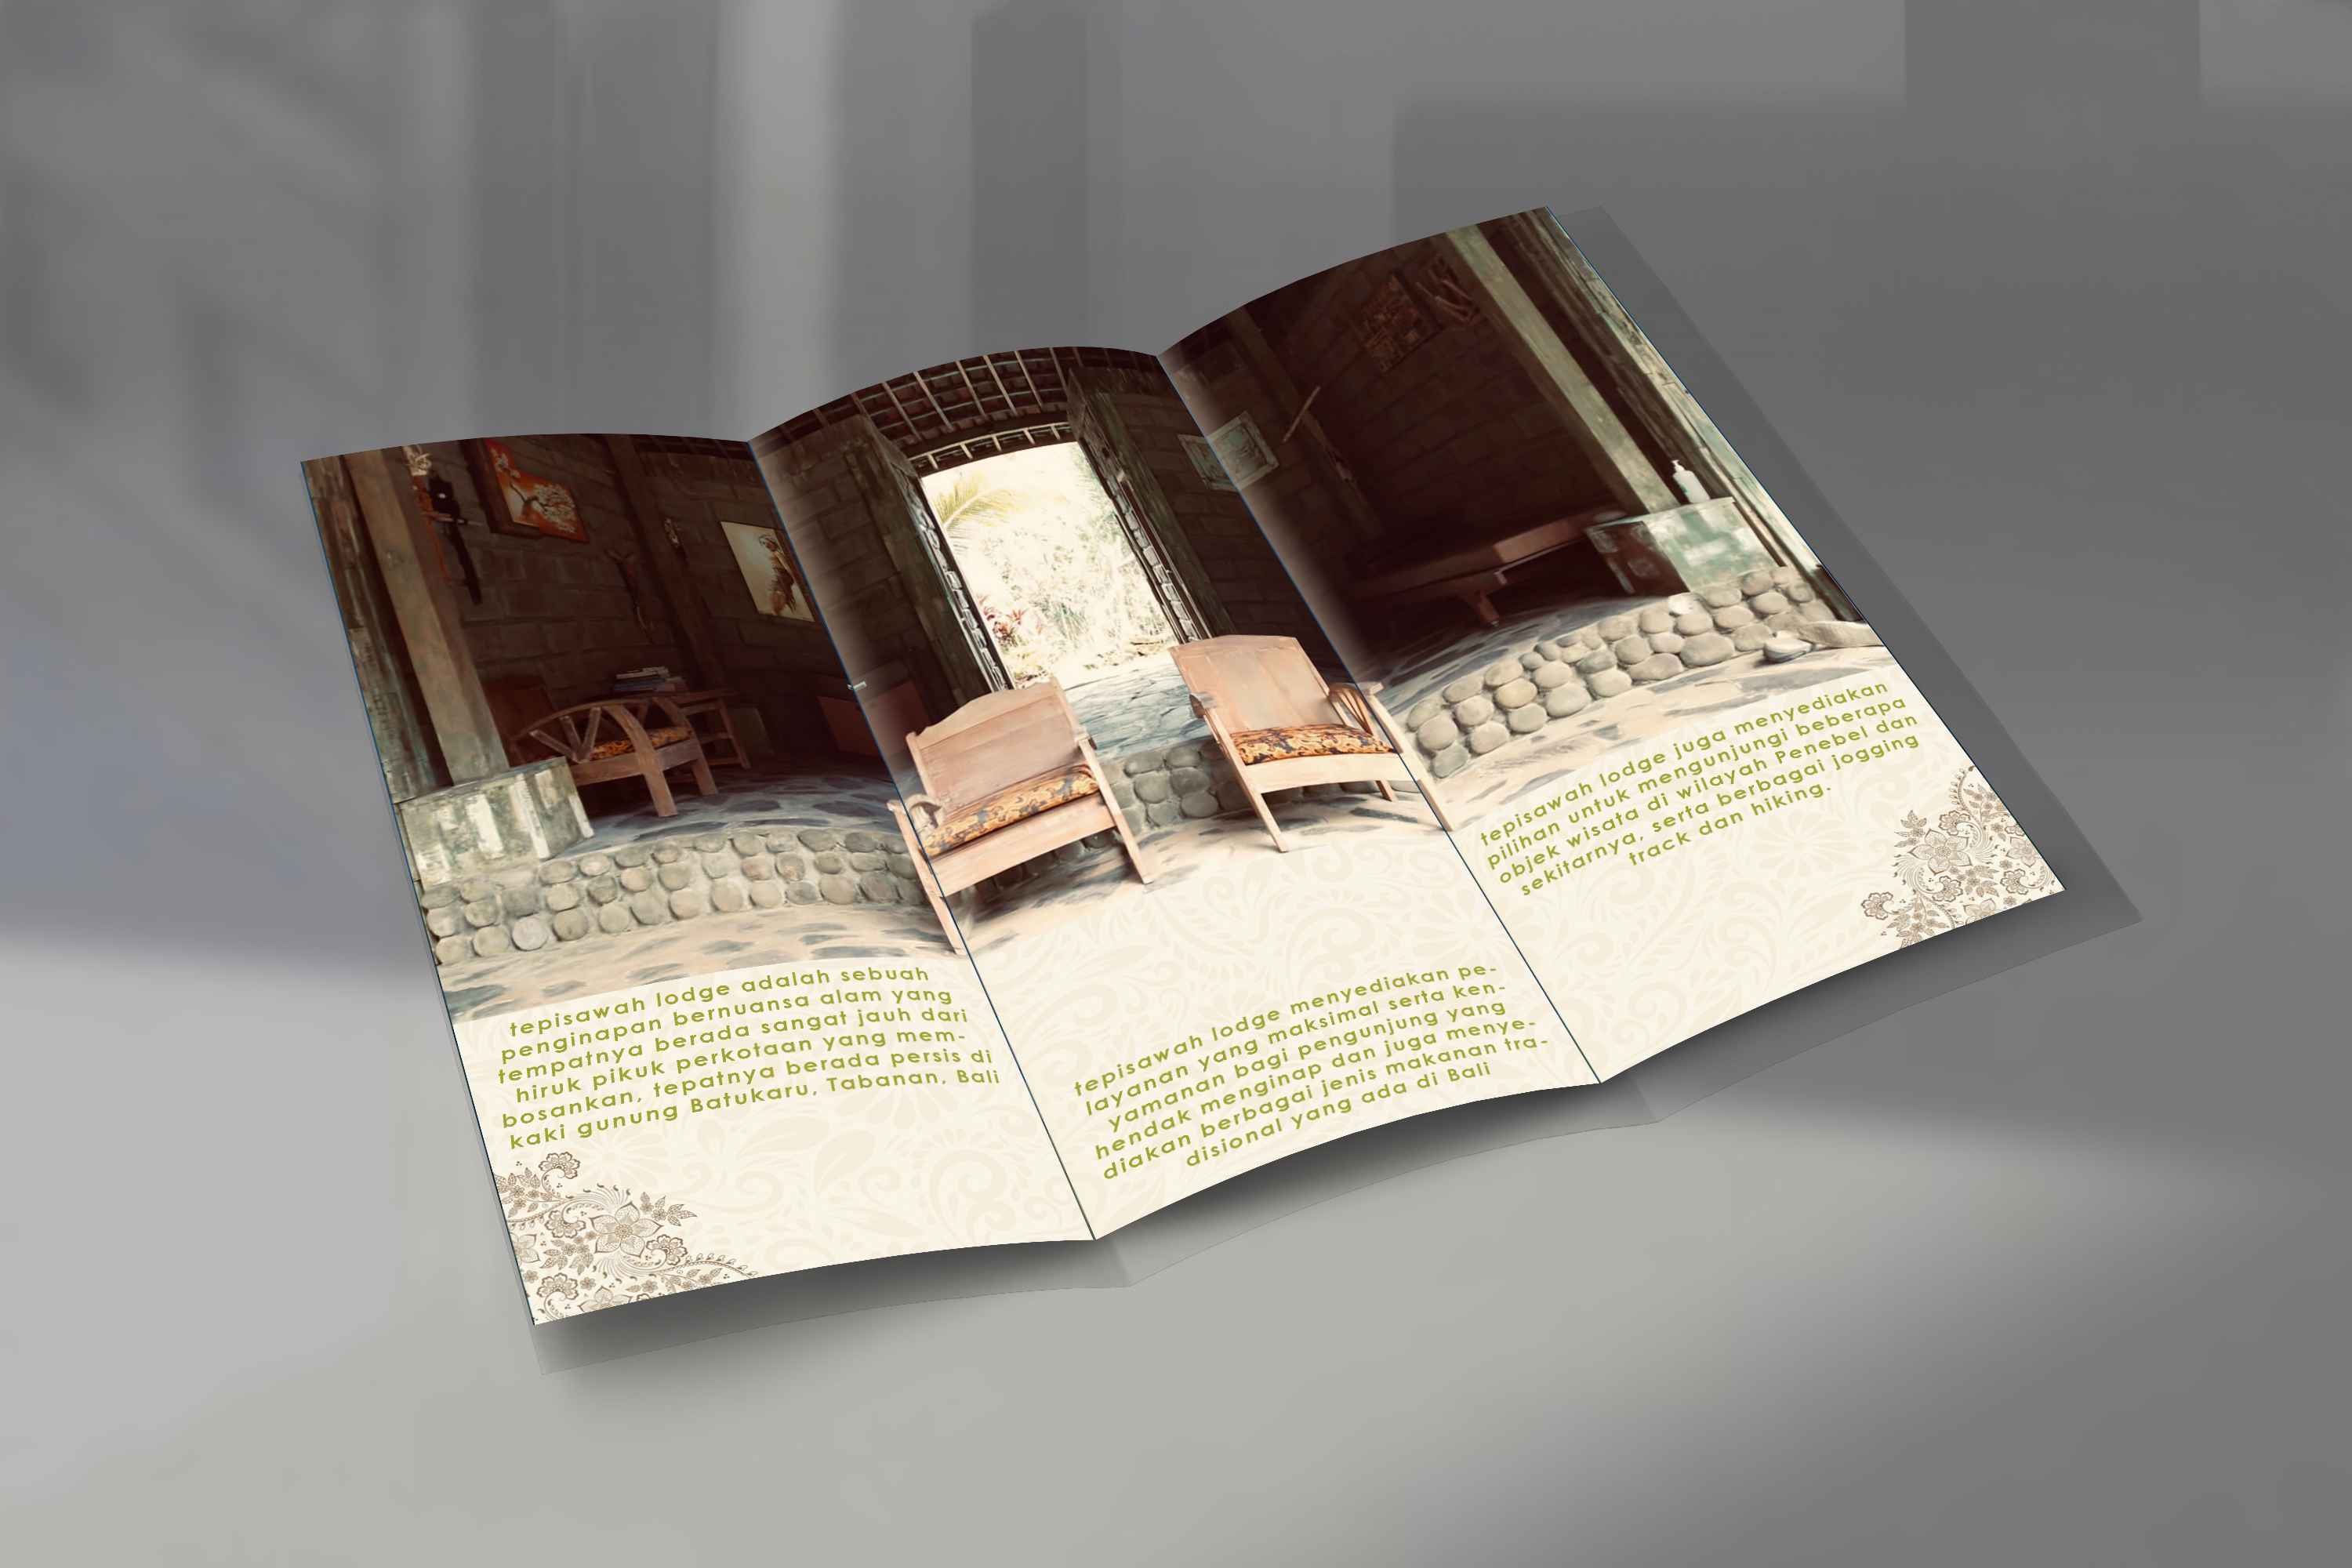 tepisawah lodge adalah sebuah
penginapan bernuansa alam yang
tempatnya berada sangat jauh dari
hiruk pikuk perkotaan yang mem-
bosankan, tepatnya berada persis di
kaki gunung Batukaru, Tabanan, Bali
tepisawah lodge menyediakan pe-
layanan yang maksimal serta ken-
yamanan bagi pengunjung yang
hendak menginap dan juga menye-
diakan berbagai jenis makanan tra-
disional yang ada di Bali
tepisawah lodge juga menyediakan
pilihan untuk mengunjungi beberapa
objek wisata di wilayah Penebel dan
sekitarnya, serta berbagai jogging
track dan hiking.